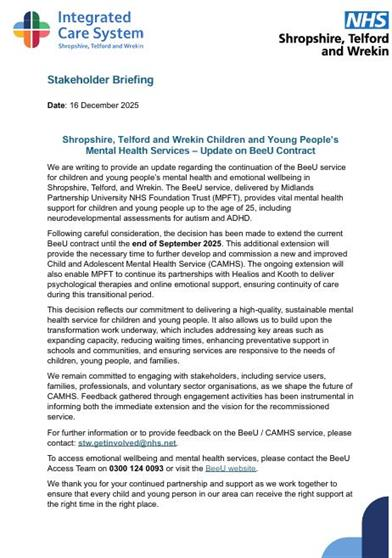 Integrated
Care System
Shropshire, Telford and Wrekin
NHS
Shropshire, Telford
and Wrekin
Stakeholder Briefing
Date: 16 December 2025
Shropshire, Telford and Wrekin Children and Young People's
Mental Health Services – Update on BeeU Contract
We are writing to provide an update regarding the continuation of the BeeU service
for children and young people's mental health and emotional wellbeing in
Shropshire, Telford, and Wrekin. The BeeU service, delivered by Midlands
Partnership University NHS Foundation Trust (MPFT), provides vital mental health
support for children and young people up to the age of 25, including
neurodevelopmental assessments for autism and ADHD.
Following careful consideration, the decision has been made to extend the current
BeeU contract until the end of September 2025. This additional extension will
provide the necessary time to further develop and commission a new and improved
Child and Adolescent Mental Health Service (CAMHS). The ongoing extension will
also enable MPFT to continue its partnerships with Healios and Kooth to deliver
psychological therapies and online emotional support, ensuring continuity of care
during this transitional period.
This decision reflects our commitment to delivering a high-quality, sustainable mental
health service for children and young people. It also allows us to build upon the
transformation work underway, which includes addressing key areas such as
expanding capacity, reducing waiting times, enhancing preventative support in
schools and communities, and ensuring services are responsive to the needs of
children, young people, and families.
We remain committed to engaging with stakeholders, including service users,
families, professionals, and voluntary sector organisations, as we shape the future of
CAMHS. Feedback gathered through engagement activities has been instrumental in
informing both the immediate extension and the vision for the recommissioned
service.
For further information or to provide feedback on the BeeU / CAMHS service, please
contact: stw.getinvolved@nhs.net.
To access emotional wellbeing and mental health services, please contact the BeeU
Access Team on 0300 124 0093 or visit the BeeU website.
We thank you for your continued partnership and support as we work together to
ensure that every child and young person in our area can receive the right support at
the right time in the right place.